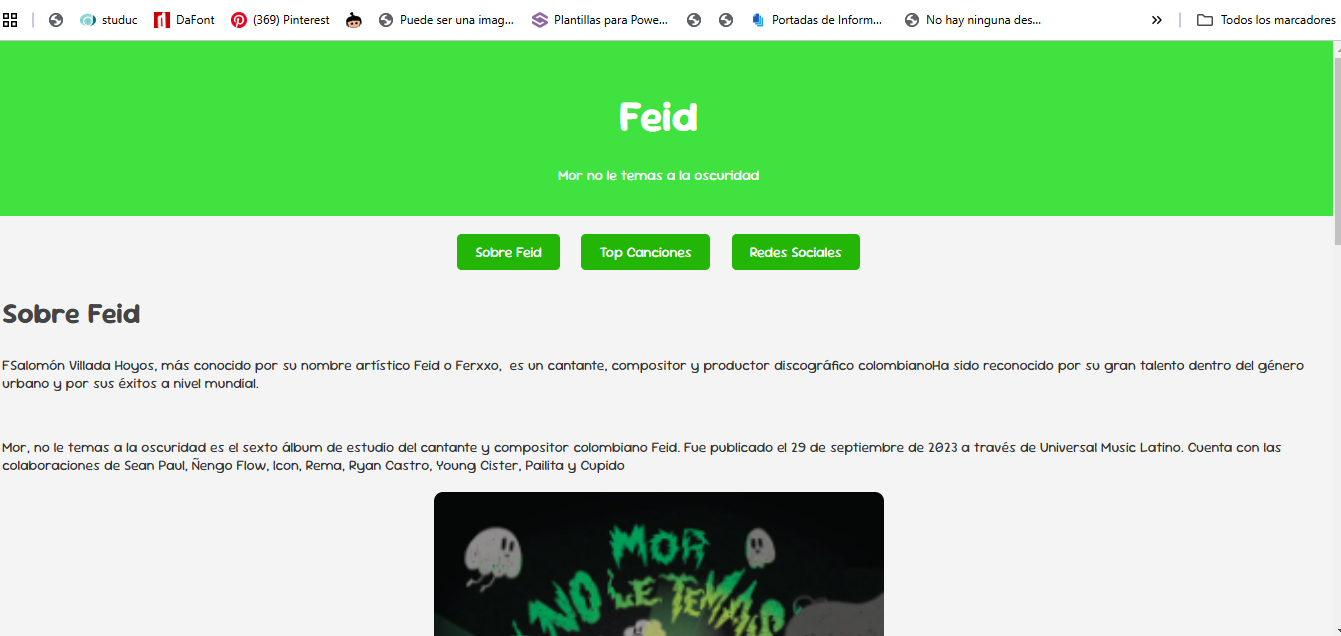 studuc DaFont (369) Pinterest Puede ser una imag... Plantillas para Powe... Portadas de Inform... No hay ninguna des... Todos los marcadores
Feid
Mor no le temas a la oscuridad
Sobre Feid Top Canciones Redes Sociales
Sobre Feid
FSalomón Villada Hoyos, más conocido por su nombre artístico Feid o Ferxxo, es un cantante, compositor y productor discográfico colombianoHa sido reconocido por su gran talento dentro del género
urbano y por sus éxitos a nivel mundial.
Mor, no le temas a la oscuridad es el sexto álbum de estudio del cantante y compositor colombiano Feid. Fue publicado el 29 de septiembre de 2023 a través de Universal Music Latino. Cuenta con las
colaboraciones de Sean Paul, Ñengo Flow, Icon, Rema, Ryan Castro, Young Cister, Pailita y Cupido
MOR
NO LE TEMAS